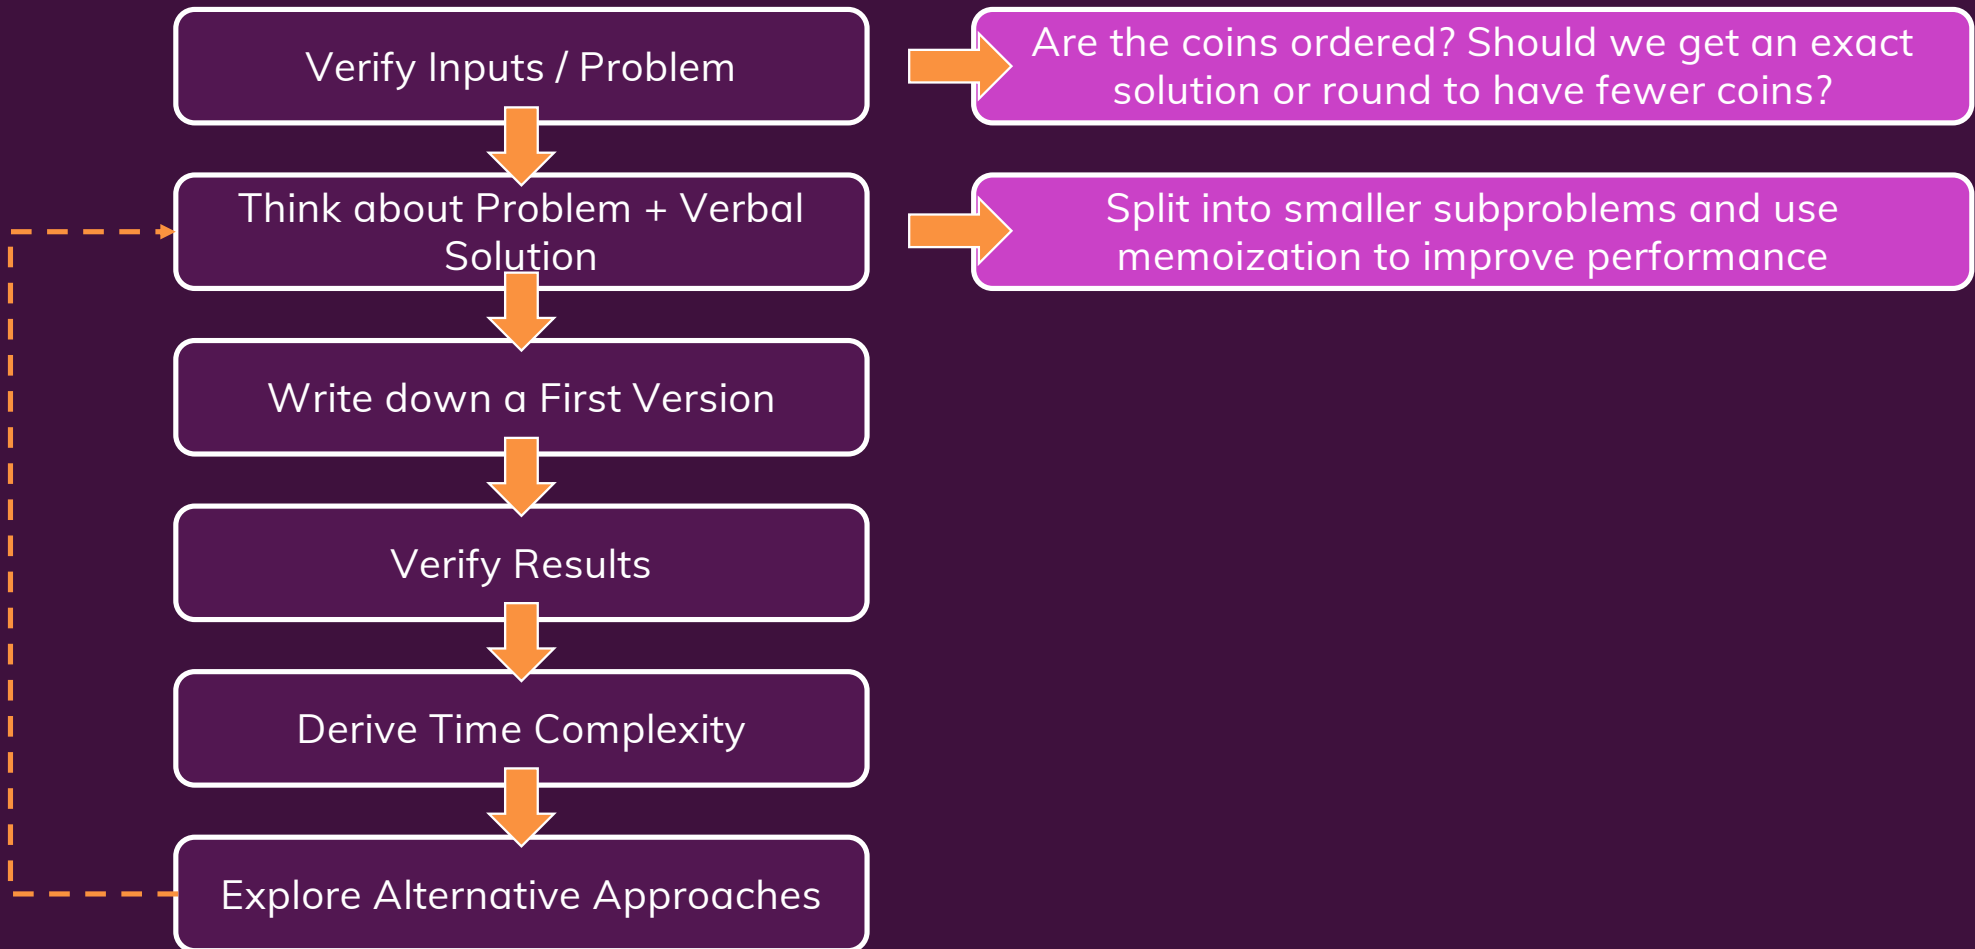 Verify Inputs / Problem
Are the coins ordered? Should we get an exact
solution or round to have fewer coins?
Think about Problem + Verbal
Solution
Split into smaller subproblems and use
memoization to improve performance
Write down a First Version
Verify Results
Derive Time Complexity
Explore Alternative Approaches